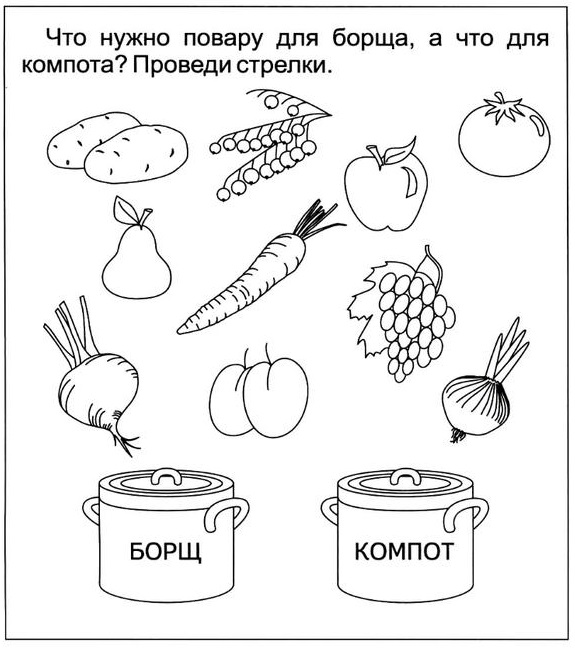 Что нужно повару для борща, а что для
компота? Проведи стрелки.
БОРЩ
КОМПОТ